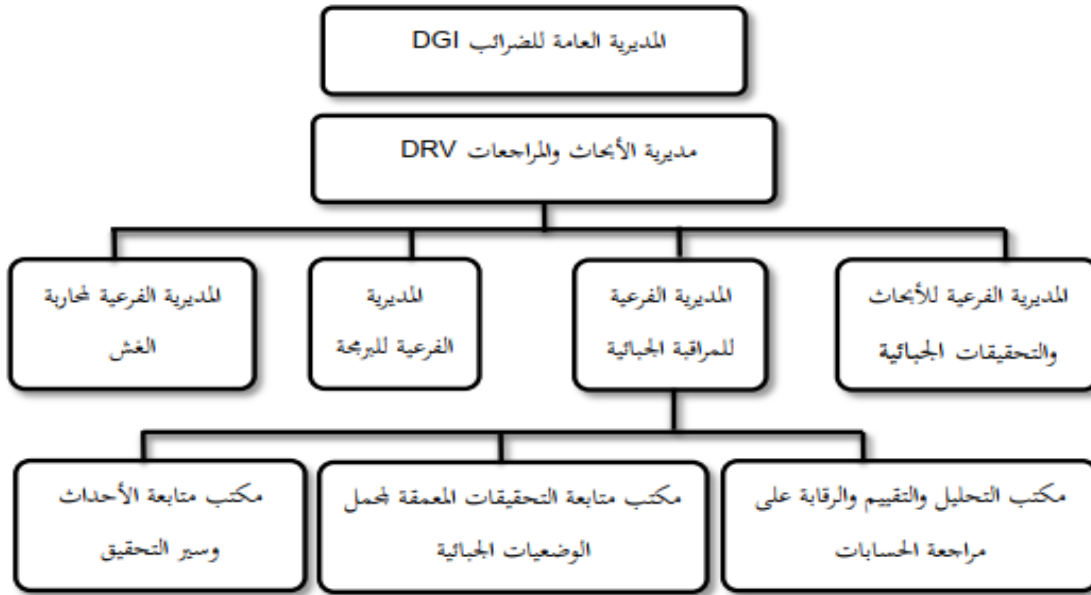 المديرية العامة للضرائب DGI
مديرية الأبحاث والمراجعات DRV
المديرية الفرعية للأبحاث
والتحقيقات الجبائية
المديرية الفرعية
للمراقبة الجبائية
المديرية
الفرعية للبرمجة
المديرية الفرعية لمحاربة
الغش
مكتب التحليل والتقييم والرقابة على
مراجعة الحسابات
مكتب متابعة التحقيقات المعمقة لمجمل
الوضعيات الجبائية
مكتب متابعة الأحداث
وسير التحقيق